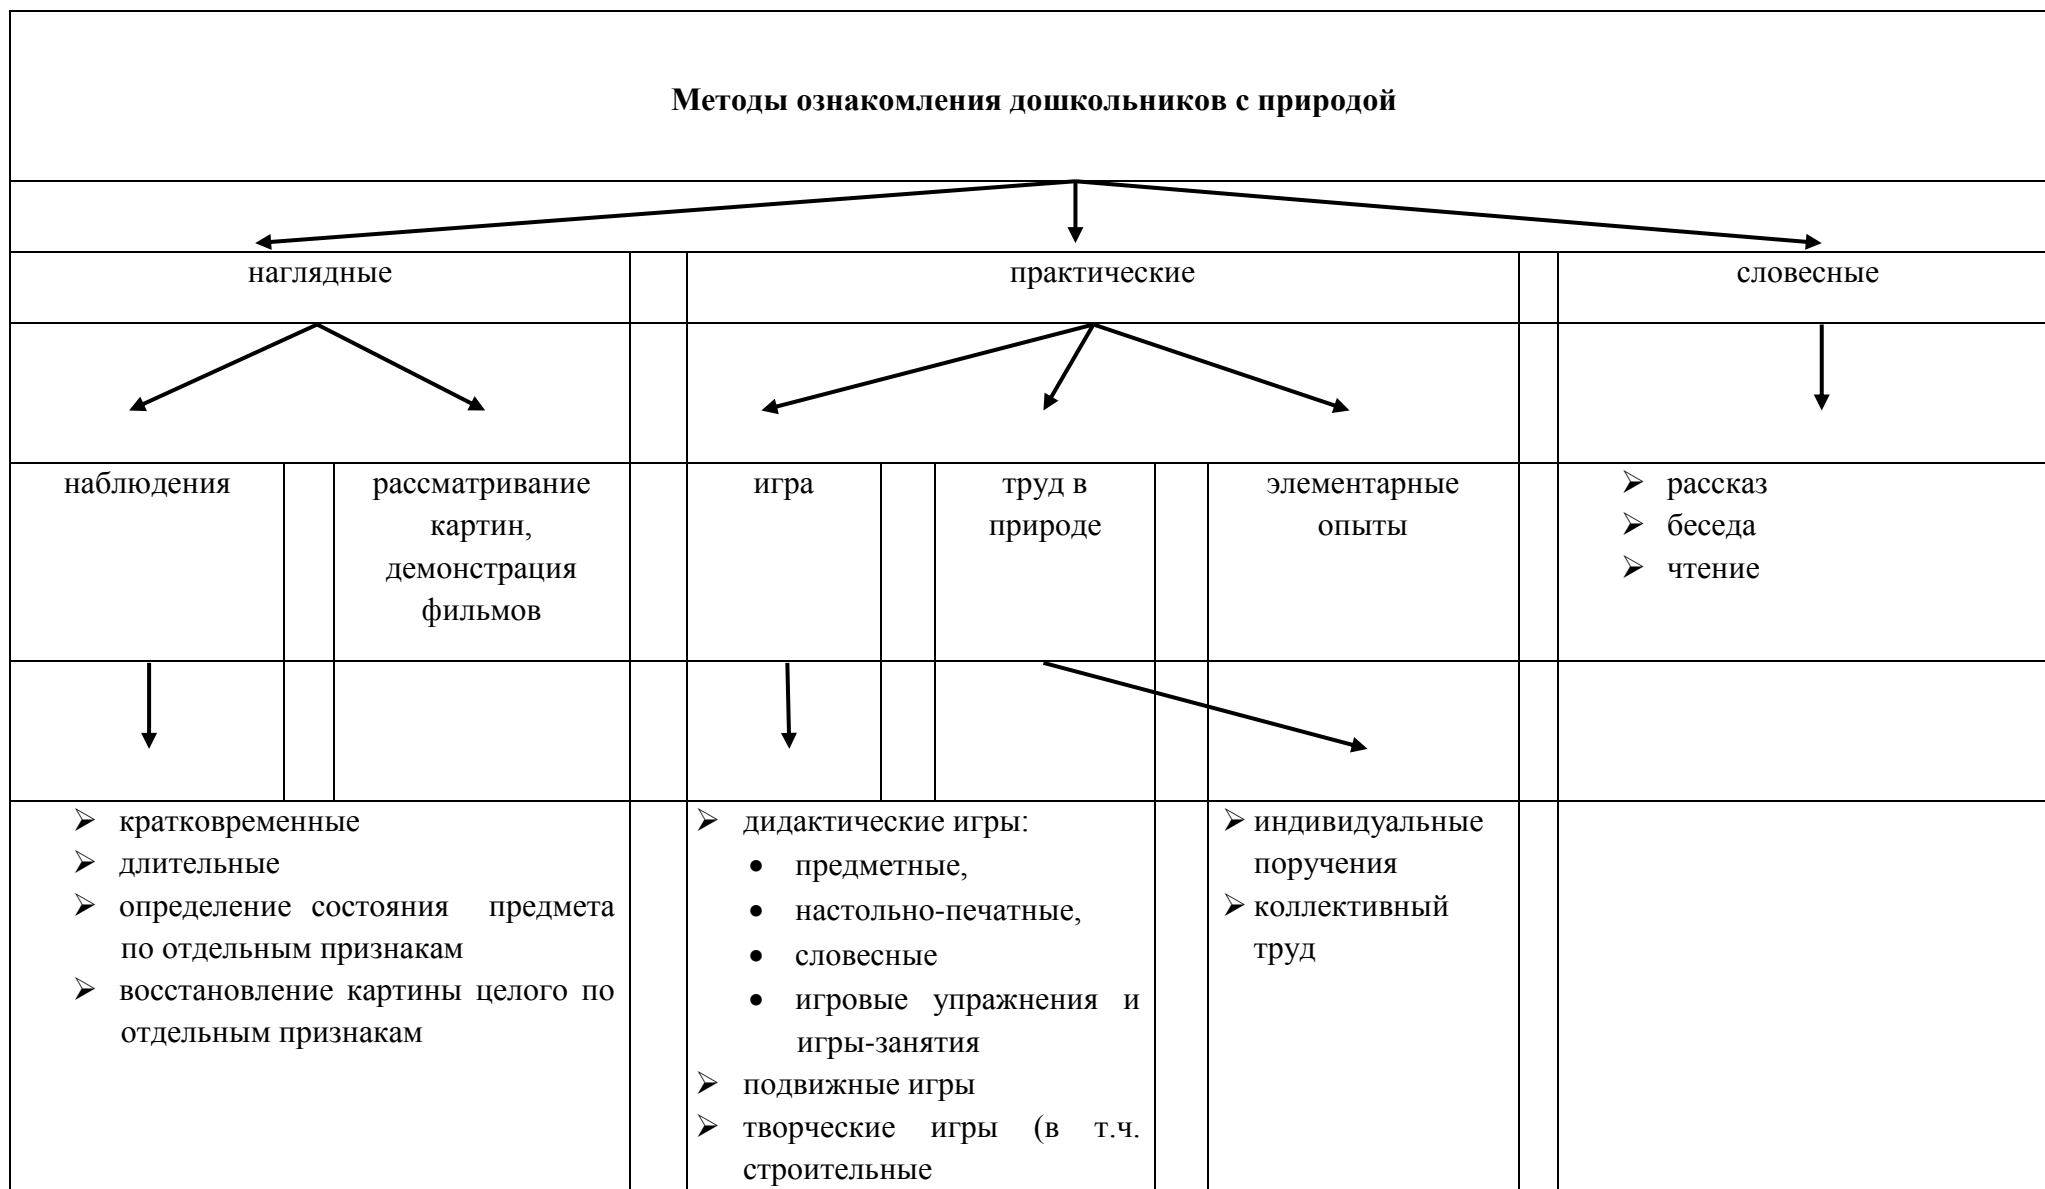 Методы ознакомления дошкольников с природой
наглядные
практические
словесные
наблюдения
рассматривание
картин,
демонстрация
фильмов
игра
труд в
природе
элементарные
опыты
➢ рассказ
➢ беседа
➢ чтение
➢ кратковременные
➢ длительные
➢ определение состояния предмета
по отдельным признакам
➢ восстановление картины целого по
отдельным признакам
➢ дидактические игры:
• предметные,
• настольно-печатные,
• словесные
• игровые упражнения и
игры-занятия
➢ подвижные игры
➢ творческие игры (в т.ч.
строительные
➢ индивидуальные
поручения
➢ коллективный
труд